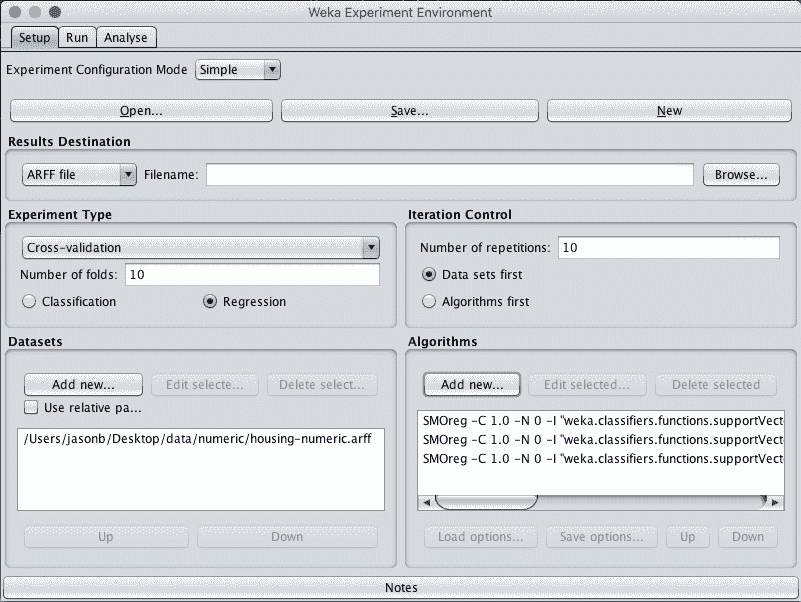 Weka Experiment Environment
Setup Run Analyse
Experiment Configuration Mode Simple
Open... Save... New
Results Destination
ARFF file Filename: Browse...
Experiment Type
Cross-validation
Number of folds: 10
Classification Regression
Iteration Control
Number of repetitions: 10
Data sets first
Algorithms first
Datasets
Add new... Edit selecte... Delete select...
Use relative pa...
/Users/jasonb/Desktop/data/numeric/housing-numeric.arff
Up Down
Algorithms
Add new... Edit selected... Delete selected
SMOreg -C 1.0 -N 0 -I "weka.classifiers.functions.supportVect
SMOreg -C 1.0 -N 0 -I "weka.classifiers.functions.supportVect
SMOreg -C 1.0 -N 0 -I "weka.classifiers.functions.supportVect
Load options... Save options... Up Down
Notes